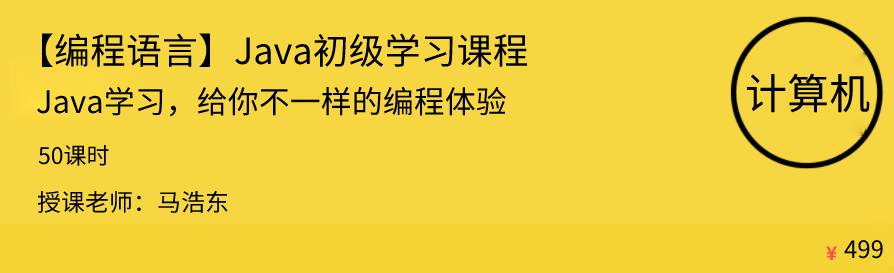 【编程语言】Java初级学习课程
Java学习，给你不一样的编程体验
50课时
授课老师：马浩东
计算机
¥ 499